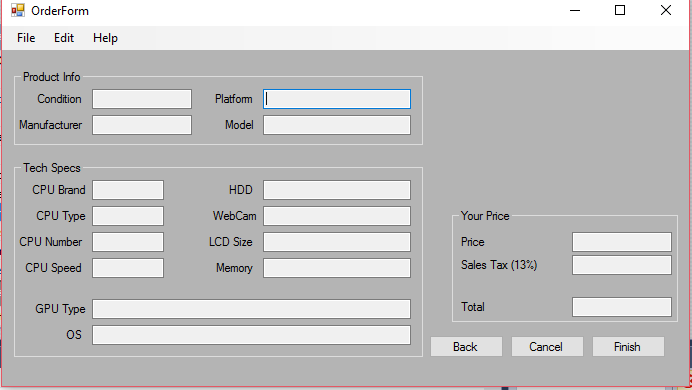 OrderForm
File Edit Help
Product Info
Condition Platform
Manufacturer Model
Tech Specs
CPU Brand HDD
CPU Type WebCam
CPU Number LCD Size
CPU Speed Memory
GPU Type
OS
Your Price
Price
Sales Tax (13%)
Total
Back Cancel Finish